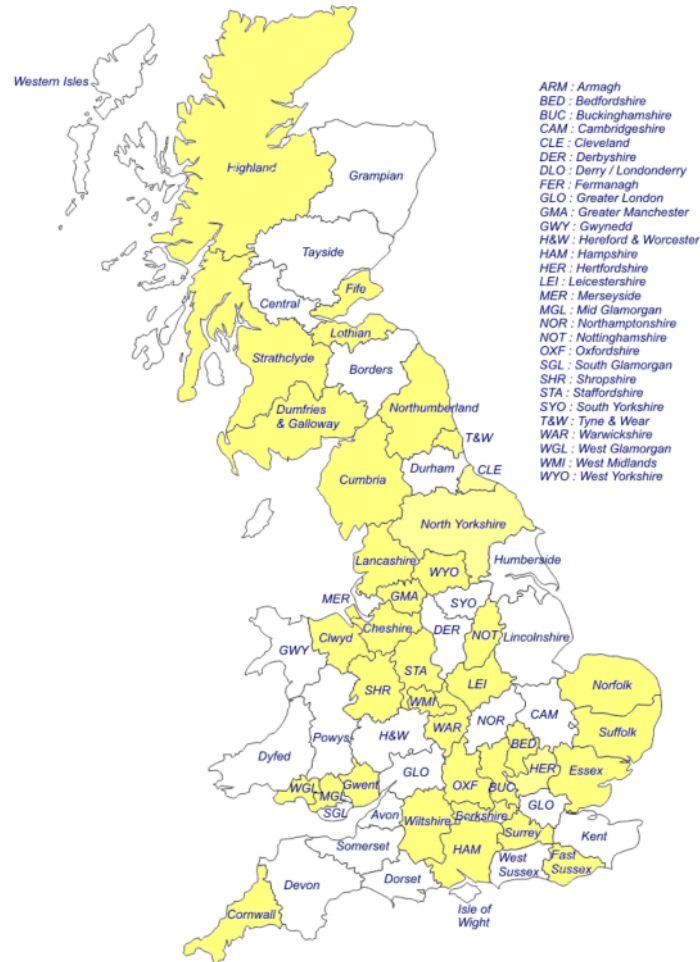 Western Isles
Highland
Grampian
Tayside
Central
Fife
Lothian
Strathclyde
Borders
Dumfries
& Galloway
Northumberland
T&W
Durham
CLE
Cumbria
North Yorkshire
Humberside
Lancashire
WYO
MER
GMA
SYO
Cheshire
DER
NOT
Lincolnshire
GWY
Clwyd
STA
SHR
LEI
Norfolk
WMI
CAM
NOR
Suffolk
WAR
H&W
Powys
Dyfed
BED
HER
Essex
GLO
OXF
BUC
WGL
MGL
Gwent
GLO
SGL
Avon
Wiltshire
Berkshire
Surrey
Kent
Somerset
HAM
West
Sussex
East
Sussex
Devon
Dorset
Isle of
Wight
Cornwall
ARM : Armagh
BED : Bedfordshire
BUC : Buckinghamshire
CAM : Cambridgeshire
CLE : Cleveland
DER : Derbyshire
DLO : Derry / Londonderry
FER : Fermanagh
GLO : Greater London
GMA : Greater Manchester
GWY : Gwynedd
H&W : Hereford & Worcester
HAM : Hampshire
HER : Hertfordshire
LEI : Leicestershire
MER : Merseyside
MGL : Mid Glamorgan
NOR : Northamptonshire
NOT : Nottinghamshire
OXF : Oxfordshire
SGL : South Glamorgan
SHR : Shropshire
STA : Staffordshire
SYO : South Yorkshire
T&W : Tyne & Wear
WAR : Warwickshire
WGL : West Glamorgan
WMI : West Midlands
WYO : West Yorkshire